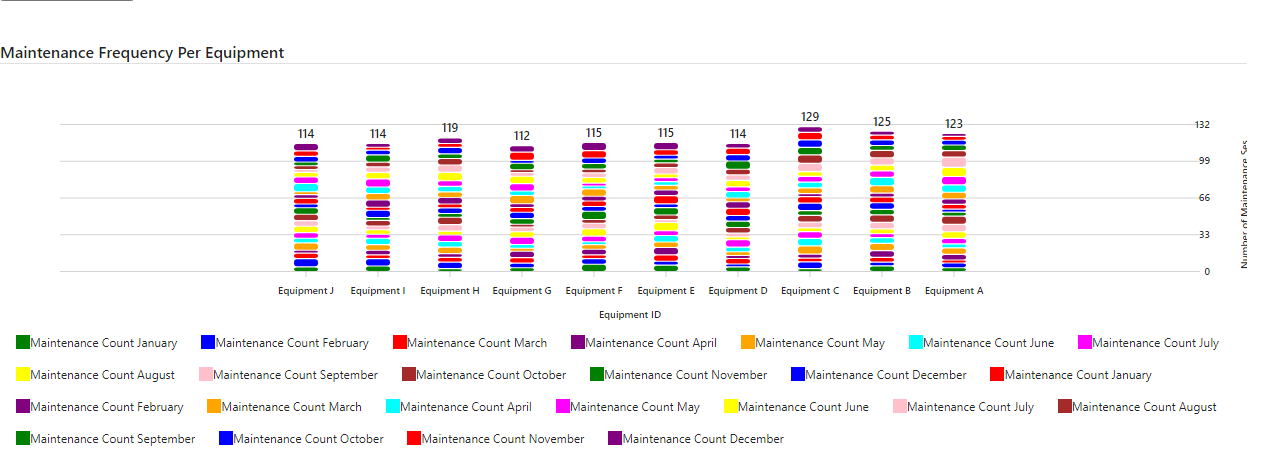 Maintenance Frequency Per Equipment
114 114 119 112 115 115 114 129 125 123
132
99
66
33
0
Number of Maintenance Ses
Equipment J Equipment I Equipment H Equipment G Equipment F Equipment E Equipment D Equipment C Equipment B Equipment A
Equipment ID
Maintenance Count January Maintenance Count February Maintenance Count March Maintenance Count April Maintenance Count May Maintenance Count June Maintenance Count July
Maintenance Count August Maintenance Count September Maintenance Count October Maintenance Count November Maintenance Count December Maintenance Count January
Maintenance Count February Maintenance Count March Maintenance Count April Maintenance Count May Maintenance Count June Maintenance Count July Maintenance Count August
Maintenance Count September Maintenance Count October Maintenance Count November Maintenance Count December